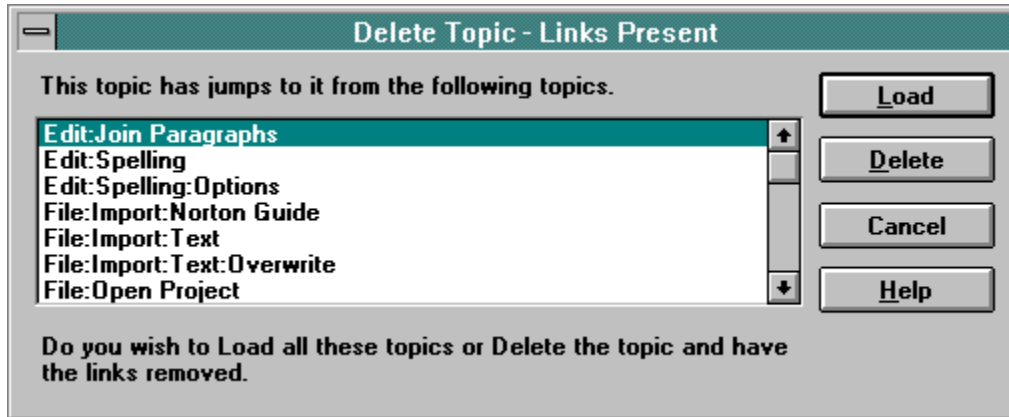 Delete Topic - Links Present
This topic has jumps to it from the following topics.
Edit:Join Paragraphs
Edit:Spelling
Edit:Spelling:Options
File:Import:Norton Guide
File:Import:Text
File:Import:Text:Overwrite
File:Open Project
Load
Delete
Cancel
Help
Do you wish to Load all these topics or Delete the topic and have
the links removed.